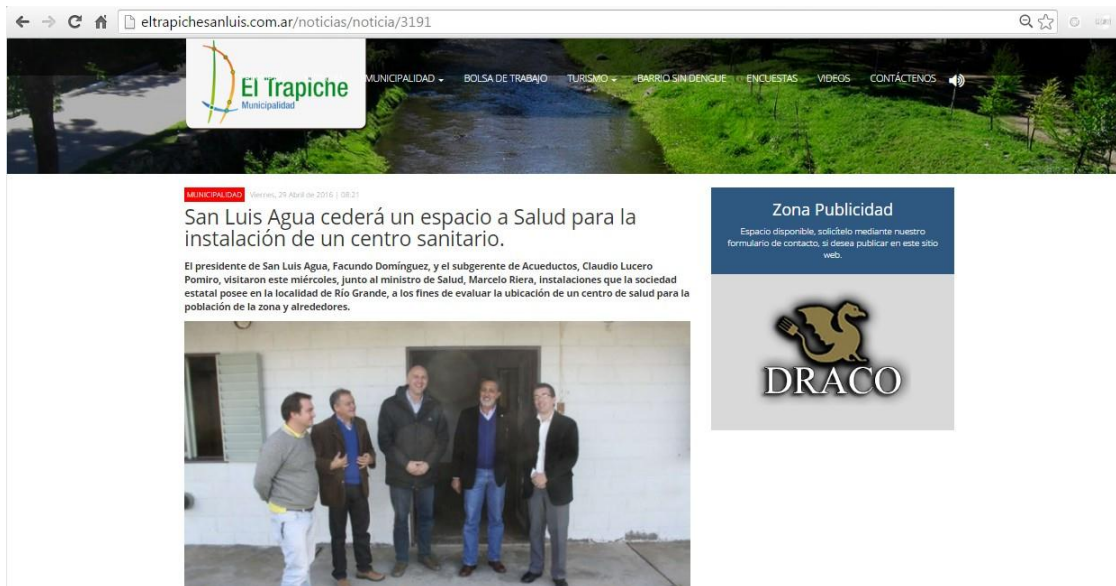 eltrapichesanluis.com.ar/noticias/noticia/3191
El Trapiche
Municipalidad
MUNICIPALIDAD BOLSA DE TRABAJO TURISMO BARRIO SIN DENGUE ENCUESTAS VIDEOS CONTÁCTENOS
MUNICIPALIDAD Viernes, 29 Abril de 2016 | 08:21
San Luis Agua cederá un espacio a Salud para la
instalación de un centro sanitario.
El presidente de San Luis Agua, Facundo Domínguez, y el subgerente de Acueductos, Claudio Lucero
Pomiro, visitaron este miércoles, junto al ministro de Salud, Marcelo Riera, instalaciones que la sociedad
estatal posee en la localidad de Río Grande, a los fines de evaluar la ubicación de un centro de salud para la
población de la zona y alrededores.
Zona Publicidad
Espacio disponible, solicítelo mediante nuestro
formulario de contacto, si desea publicar en este sitio
web.
DRACO